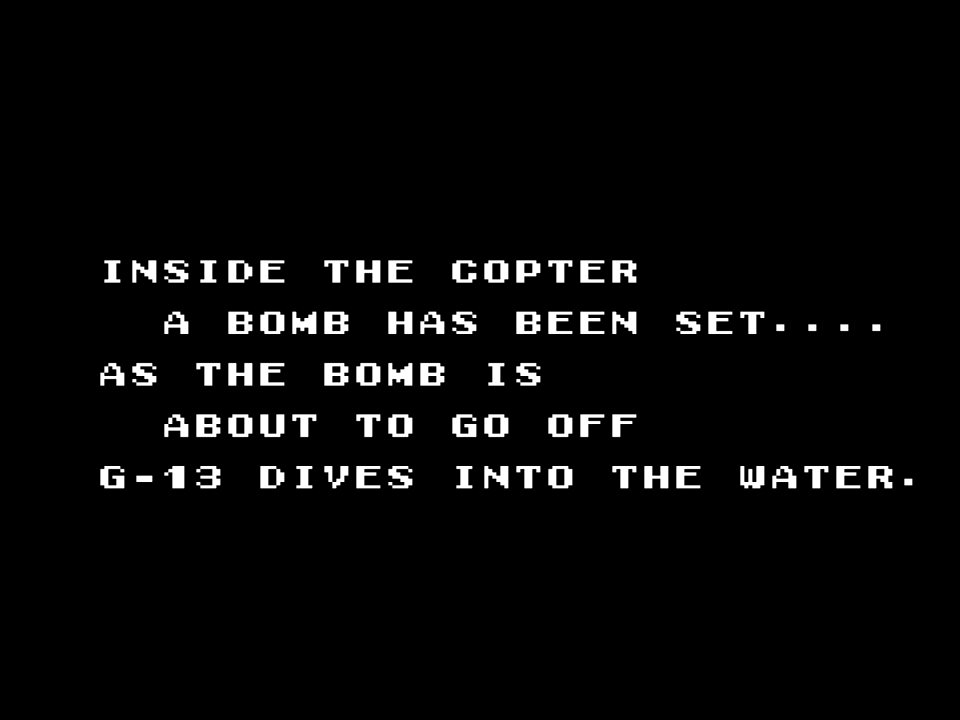 INSIDE THE COPTER
A BOMB HAS BEEN SET....
AS THE BOMB IS
ABOUT TO GO OFF
G-13 DIVES INTO THE WATER.